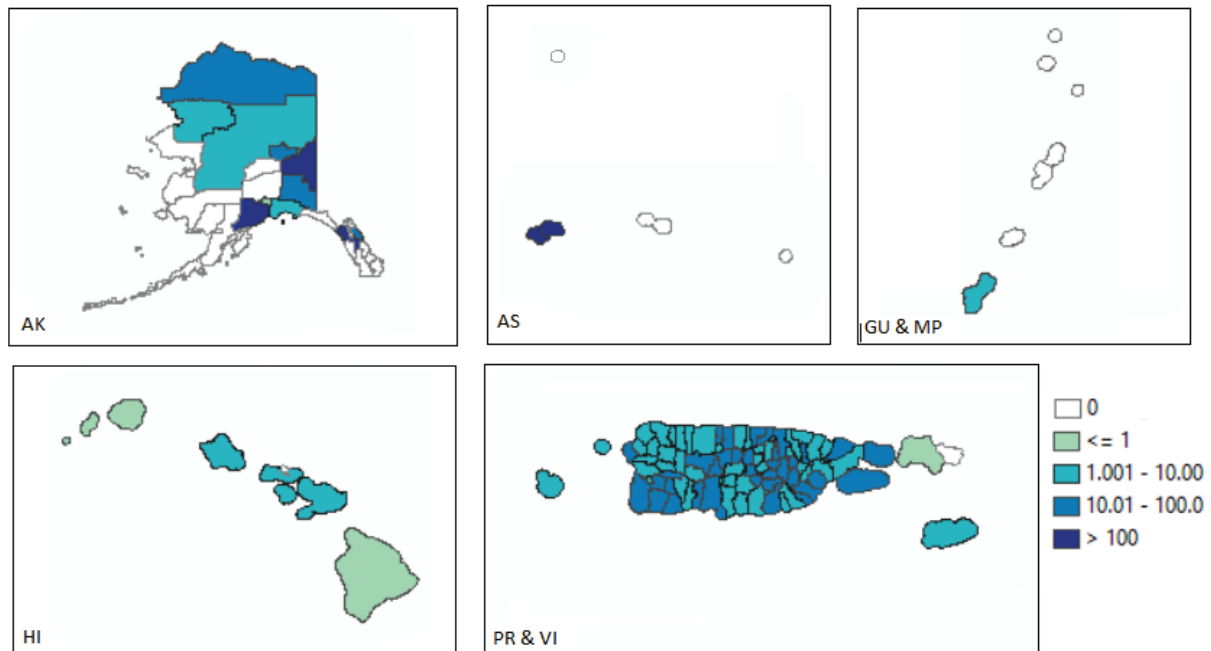 AK
AS
GU & MP
HI
PR & VI
0
<= 1
1.001 - 10.00
10.01 - 100.0
> 100